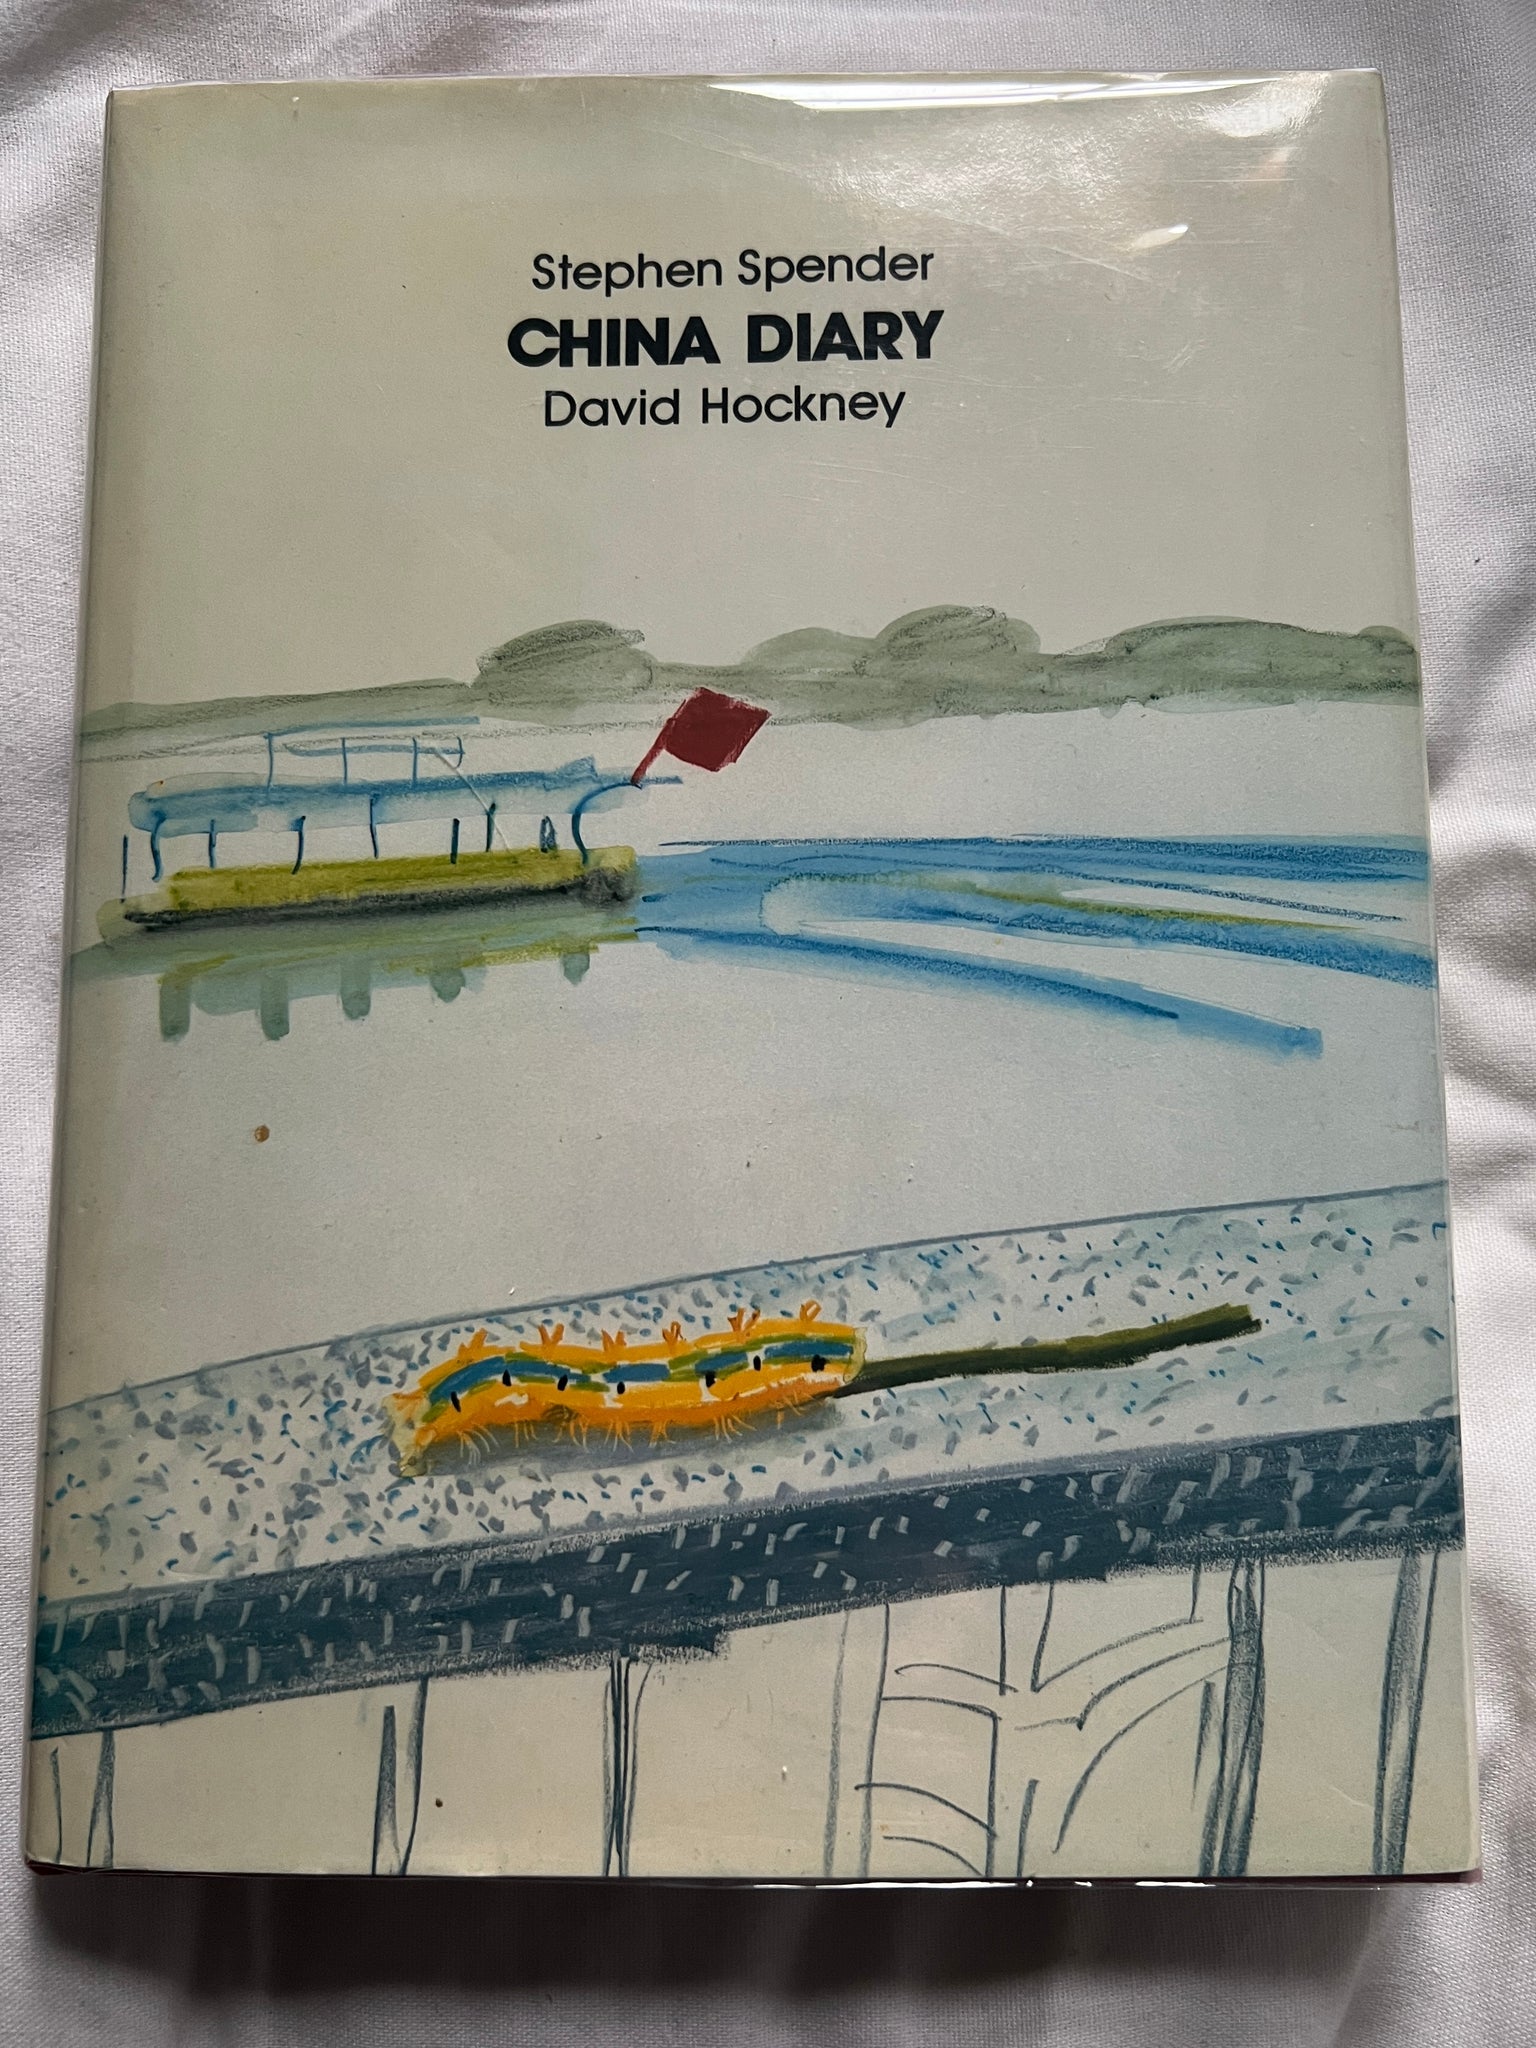 Stephen Spender
CHINA DIARY
David Hockney